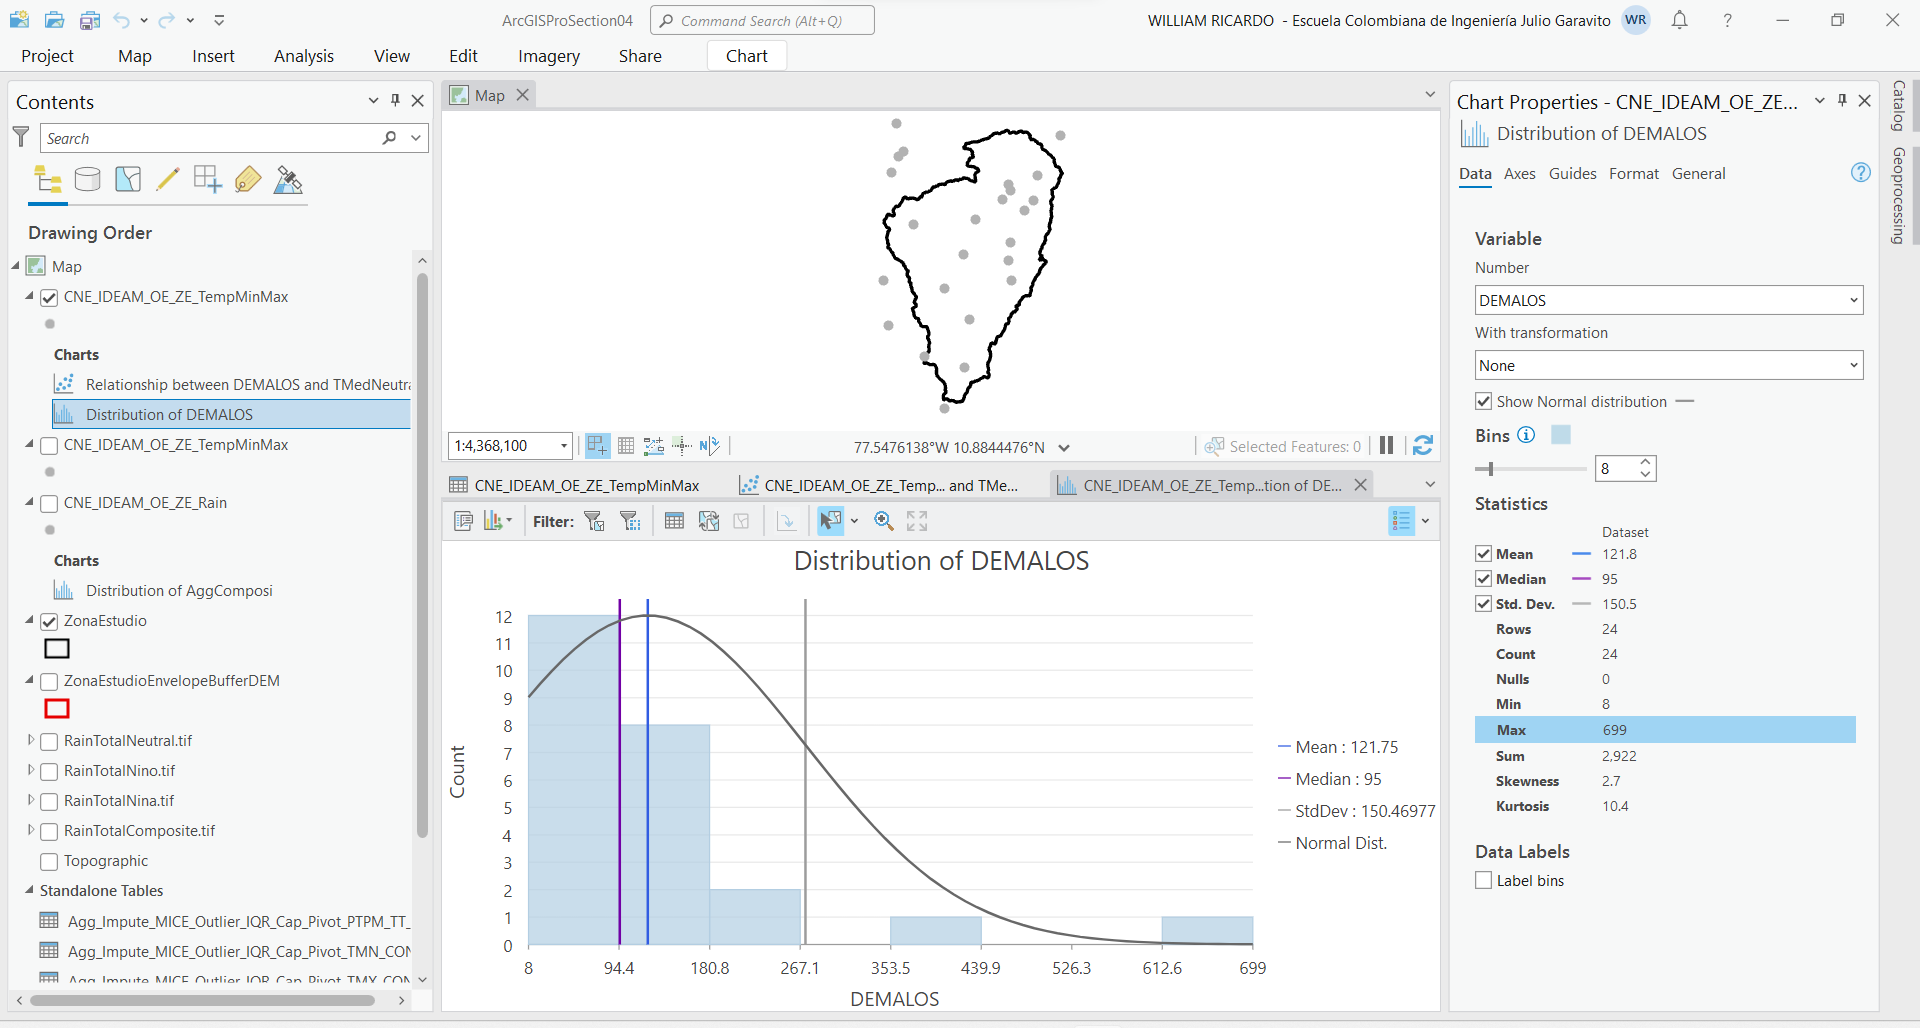 ArcGISProSection04
Command Search (Alt+Q)
WILLIAM RICARDO - Escuela Colombiana de Ingeniería Julio Garavito
WR
?
Project
Map
Insert
Analysis
View
Edit
Imagery
Share
Chart
Contents
Search
Drawing Order
Map
CNE_IDEAM_OE_ZE_TempMinMax
Charts
Relationship between DEMALOS and TMedNeutr
Distribution of DEMALOS
CNE_IDEAM_OE_ZE_TempMinMax
CNE_IDEAM_OE_ZE_Rain
Charts
Distribution of AggComposi
ZonaEstudio
ZonaEstudioEnvelopeBufferDEM
RainTotalNeutral.tif
RainTotalNino.tif
RainTotalNina.tif
RainTotalComposite.tif
Topographic
Standalone Tables
Agg_Impute_MICE_Outlier_IQR_Cap_Pivot_PTPM_TT_
Agg_Impute_MICE_Outlier_IQR_Cap_Pivot_TMN_CON
Agg_Impute_MICE_Outlier_IQR_Cap_Pivot_TMX_CON
Map
1:4,368,100
77.5476138°W 10.8844476°N
Selected Features: 0
CNE_IDEAM_OE_ZE_TempMinMax
CNE_IDEAM_OE_ZE_Temp... and TMe...
CNE_IDEAM_OE_ZE_Temp...tion of DE...
Filter:
Distribution of DEMALOS
Count
12
11
10
9
8
7
6
5
4
3
2
1
0
8
94.4
180.8
267.1
353.5
439.9
526.3
612.6
699
DEMALOS
Mean : 121.75
Median : 95
StdDev : 150.46977
Normal Dist.
Chart Properties - CNE_IDEAM_OE_ZE...
Distribution of DEMALOS
Data
Axes
Guides
Format
General
?
Variable
Number
DEMALOS
With transformation
None
Show Normal distribution
Bins
8
Statistics
Dataset
Mean 121.8
Median 95
Std. Dev. 150.5
Rows 24
Count 24
Nulls 0
Min 8
Max 699
Sum 2,922
Skewness 2.7
Kurtosis 10.4
Data Labels
Label bins
Catalog
Geoprocessing